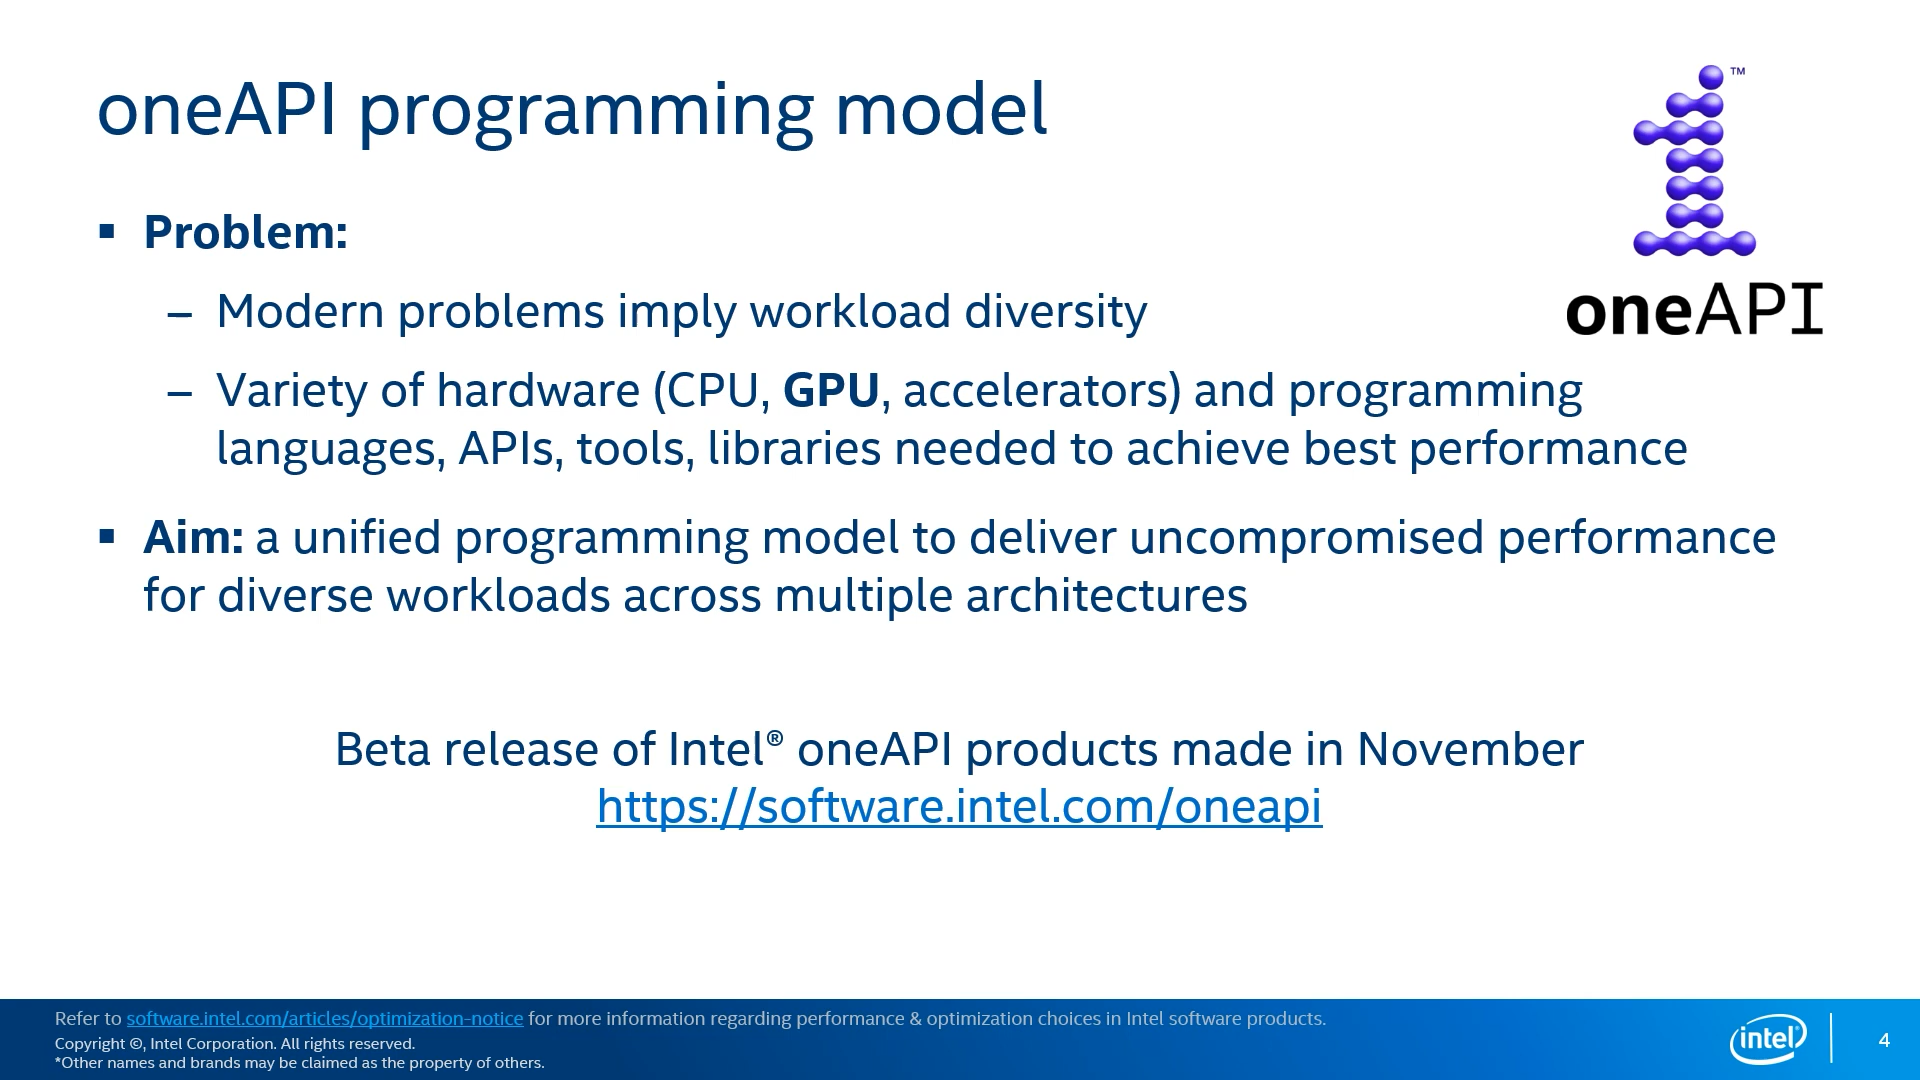 oneAPI programming model
TM
oneAPI
▪ Problem:
– Modern problems imply workload diversity
– Variety of hardware (CPU, GPU, accelerators) and programming
languages, APIs, tools, libraries needed to achieve best performance
▪ Aim: a unified programming model to deliver uncompromised performance
for diverse workloads across multiple architectures
Beta release of Intel® oneAPI products made in November
https://software.intel.com/oneapi
Refer to software.intel.com/articles/optimization-notice for more information regarding performance & optimization choices in Intel software products.
Copyright ©, Intel Corporation. All rights reserved.
*Other names and brands may be claimed as the property of others.
intel®
4